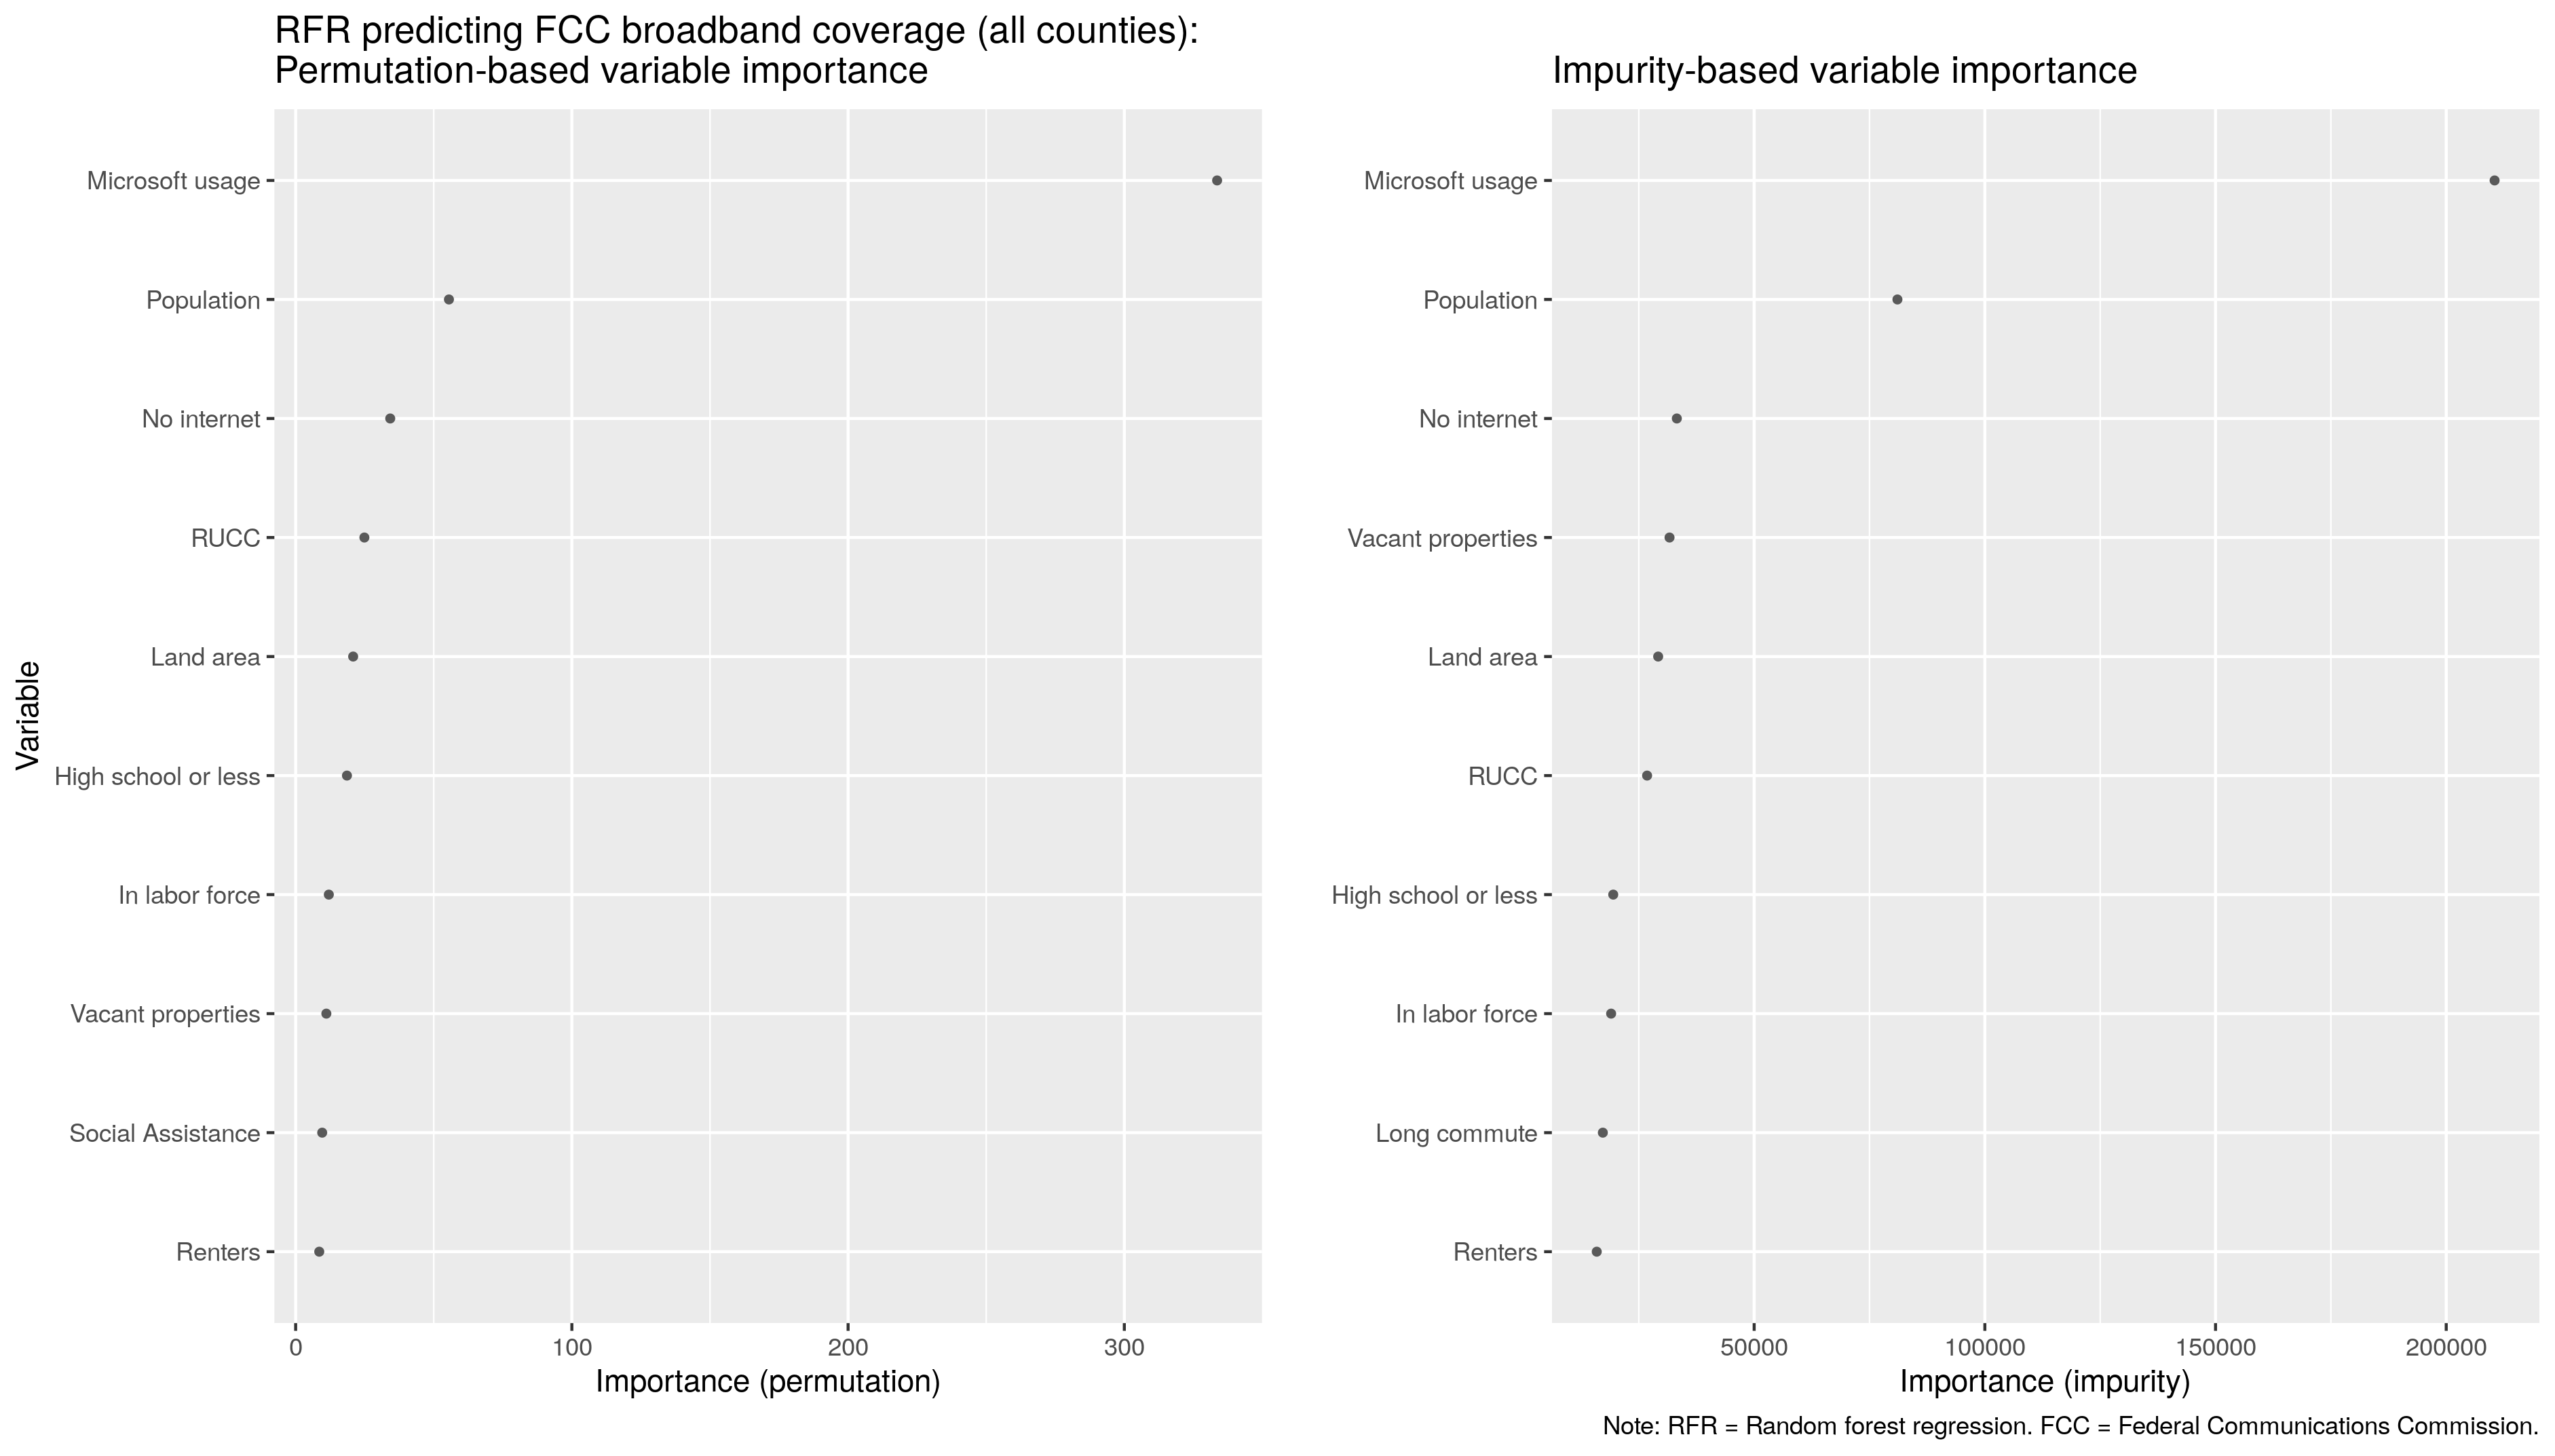 RFR predicting FCC broadband coverage (all counties):
Permutation-based variable importance
Variable
Microsoft usage
Population
No internet
RUCC
Land area
High school or less
In labor force
Vacant properties
Social Assistance
Renters
0 100 200 300
Importance (permutation)
Impurity-based variable importance
Microsoft usage
Population
No internet
Vacant properties
Land area
RUCC
High school or less
In labor force
Long commute
Renters
50000 100000 150000 200000
Importance (impurity)
Note: RFR = Random forest regression. FCC = Federal Communications Commission.